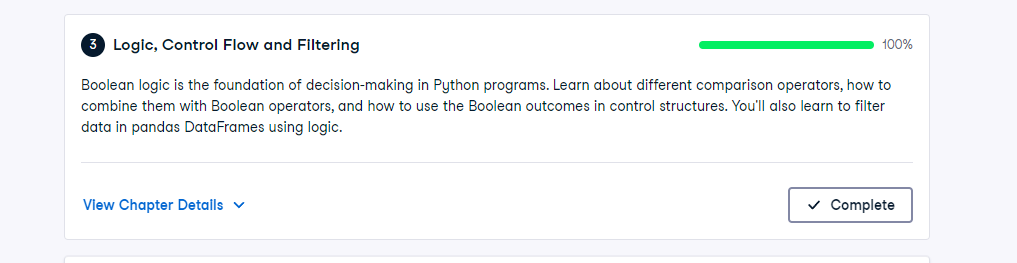 3 Logic, Control Flow and Filtering 100%
Boolean logic is the foundation of decision-making in Python programs. Learn about different comparison operators, how to
combine them with Boolean operators, and how to use the Boolean outcomes in control structures. You'll also learn to filter
data in pandas DataFrames using logic.
View Chapter Details
Complete